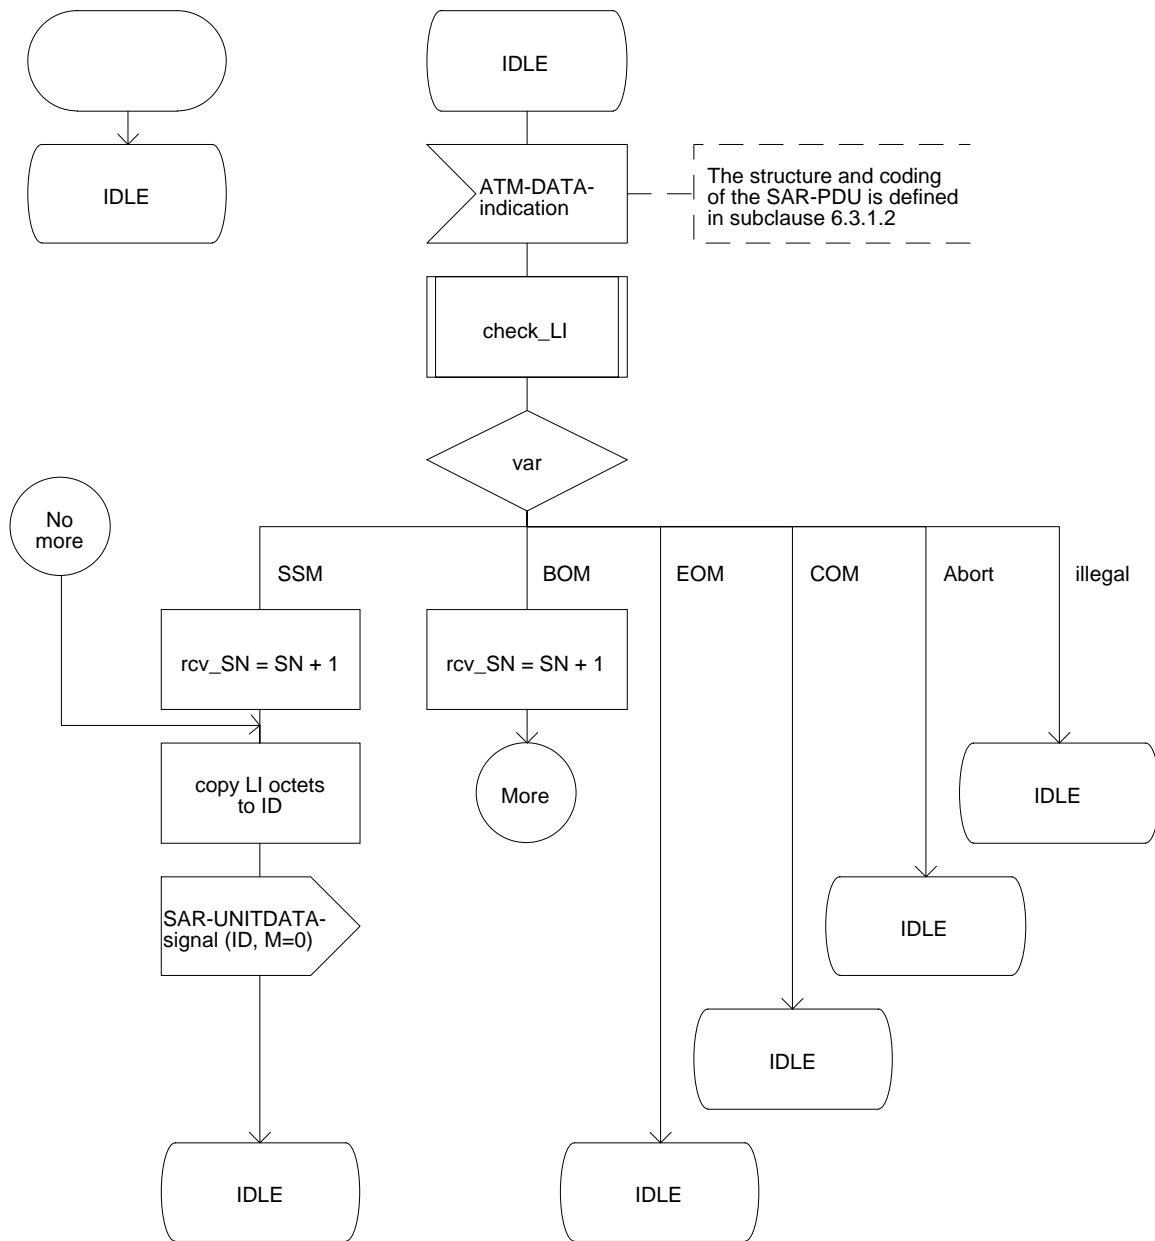 IDLE
IDLE
ATM-DATA-
indication
The structure and coding
of the SAR-PDU is defined
in subclause 6.3.1.2
check_LI
var
No
more
SSM
BOM
EOM
COM
Abort
illegal
rcv_SN = SN + 1
rcv_SN = SN + 1
copy LI octets
to ID
More
IDLE
SAR-UNITDATA-
signal (ID, M=0)
IDLE
IDLE
IDLE
IDLE